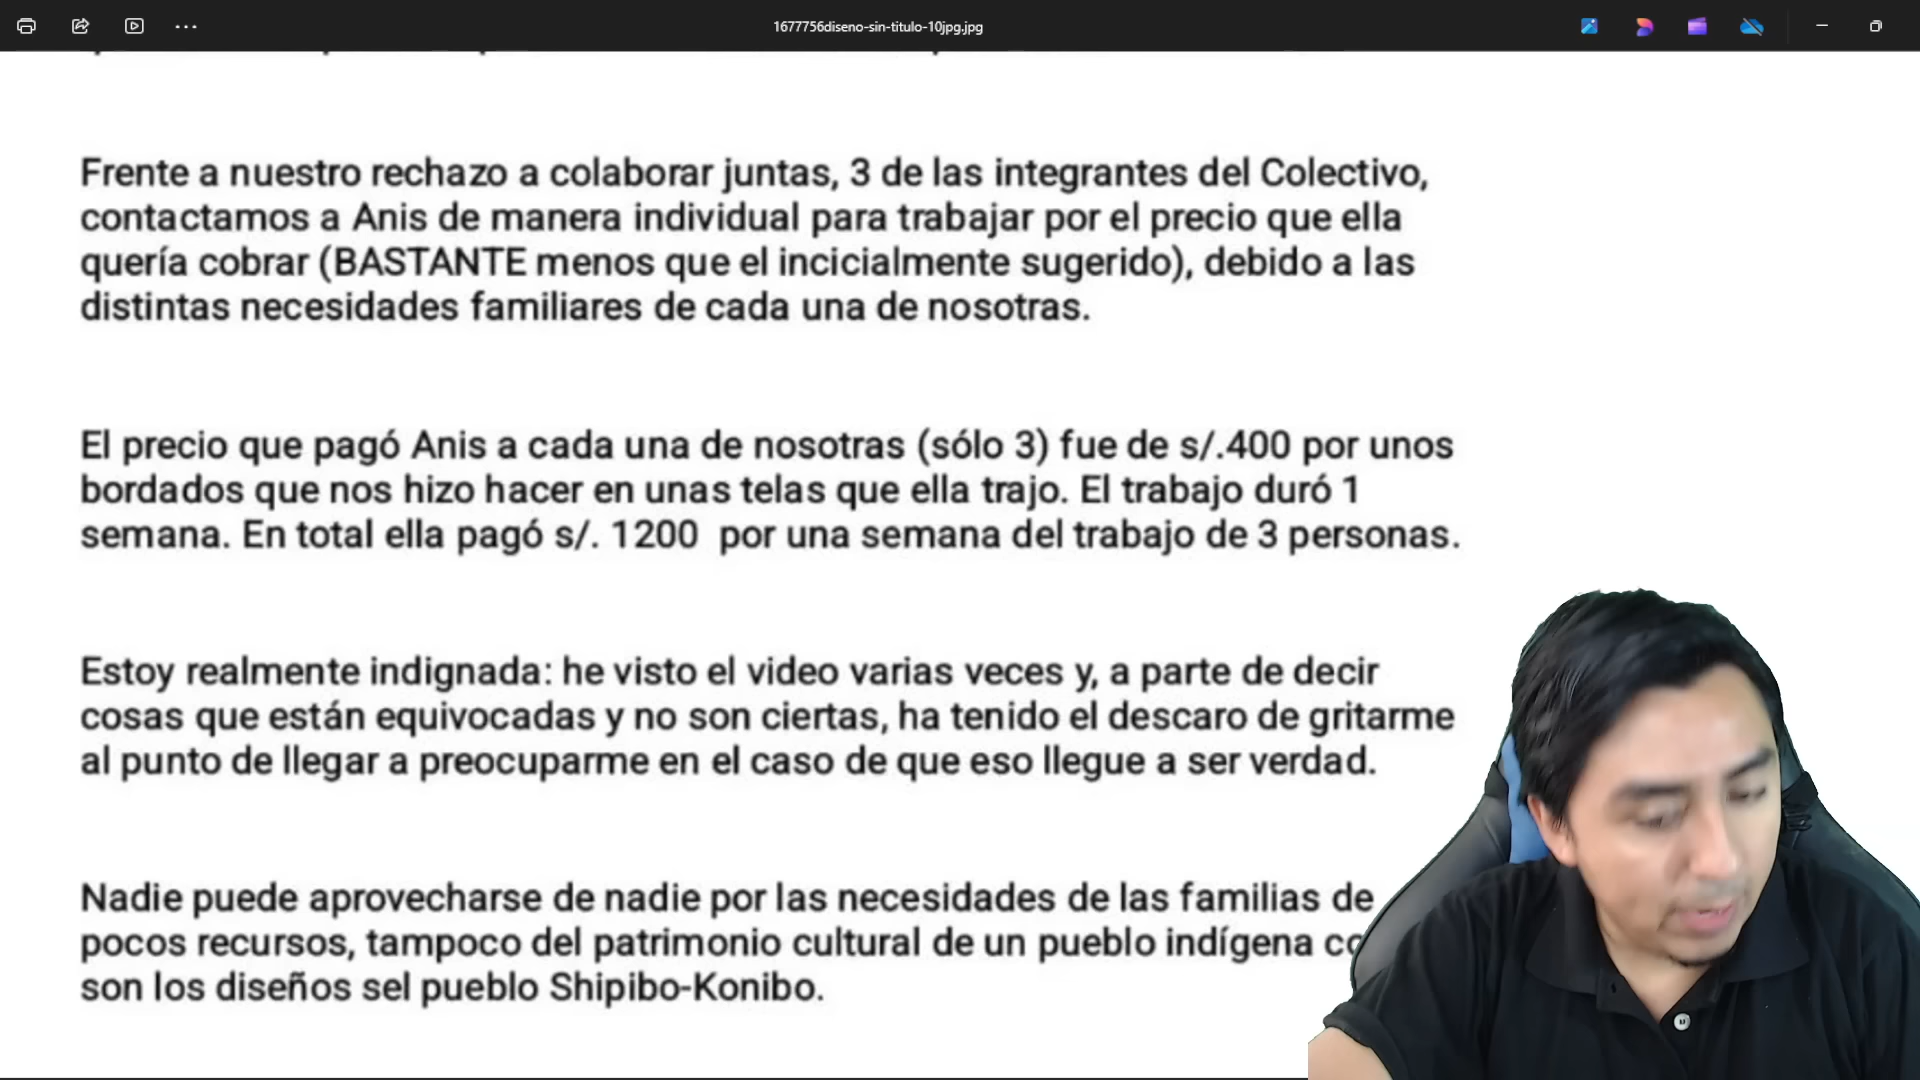 1677756diseno-sin-titulo-10jpg.jpg
Frente a nuestro rechazo a colaborar juntas, 3 de las integrantes del Colectivo,
contactamos a Anis de manera individual para trabajar por el precio que ella
quería cobrar (BASTANTE menos que el incicialmente sugerido), debido a las
distintas necesidades familiares de cada una de nosotras.
El precio que pagó Anis a cada una de nosotras (sólo 3) fue de s/.400 por unos
bordados que nos hizo hacer en unas telas que ella trajo. El trabajo duró 1
semana. En total ella pagó s/. 1200 por una semana del trabajo de 3 personas.
Estoy realmente indignada: he visto el video varias veces y, a parte de decir
cosas que están equivocadas y no son ciertas, ha tenido el descaro de gritarme
al punto de llegar a preocuparme en el caso de que eso llegue a ser verdad.
Nadie puede aprovecharse de nadie por las necesidades de las familias de
pocos recursos, tampoco del patrimonio cultural de un pueblo indígena
son los diseños sel pueblo Shipibo-Konibo.